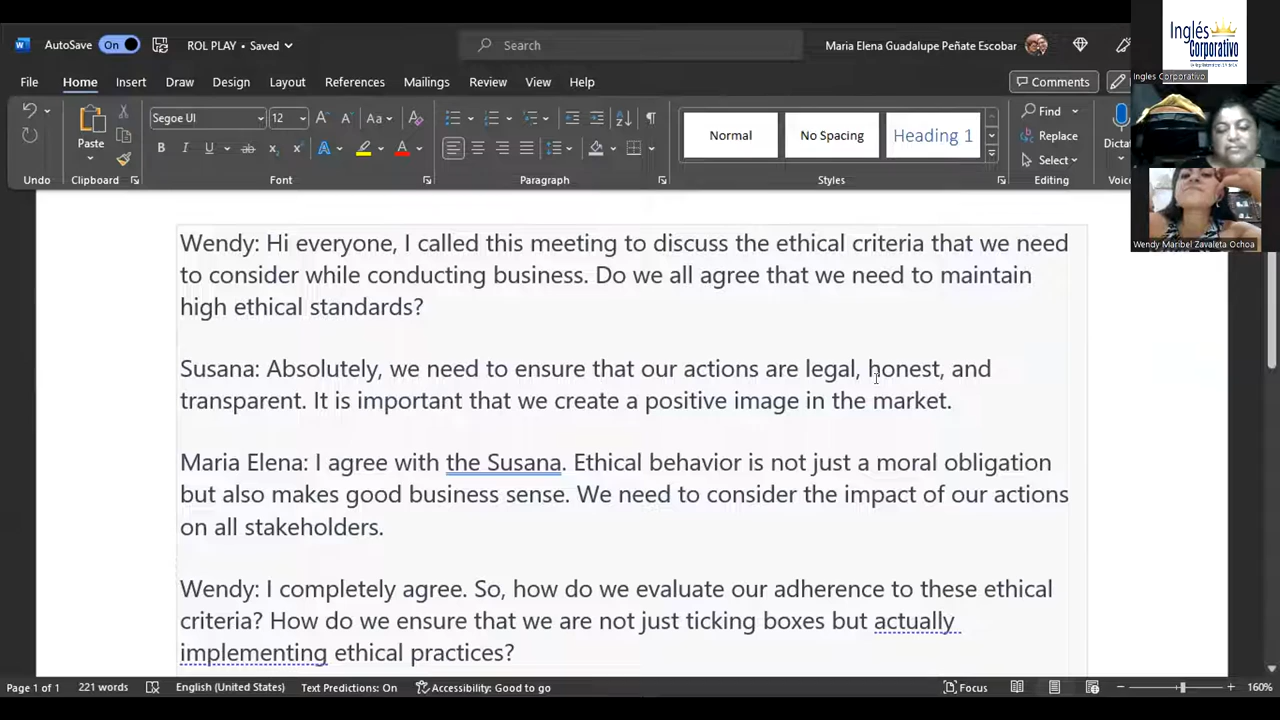 AutoSave On ROL PLAY • Saved Search Maria Elena Guadalupe Peñate Escobar
Inglés
Corporativo
Ingles Corporativo
File Home Insert Draw Design Layout References Mailings Review View Help Comments
Segoe UI 12 Aa Find
Paste Normal No Spacing Heading 1 Replace
B I U ab x₂ x² A A Select Dictat
Undo Clipboard Font Paragraph Styles Editing Voic
Wendy Maribel Zavaleta Ochoa
Wendy: Hi everyone, I called this meeting to discuss the ethical criteria that we need
to consider while conducting business. Do we all agree that we need to maintain
high ethical standards?
Susana: Absolutely, we need to ensure that our actions are legal, honest, and
transparent. It is important that we create a positive image in the market.
Maria Elena: I agree with the Susana. Ethical behavior is not just a moral obligation
but also makes good business sense. We need to consider the impact of our actions
on all stakeholders.
Wendy: I completely agree. So, how do we evaluate our adherence to these ethical
criteria? How do we ensure that we are not just ticking boxes but actually
implementing ethical practices?
Page 1 of 1 221 words English (United States) Text Predictions: On Accessibility: Good to go Focus 160%